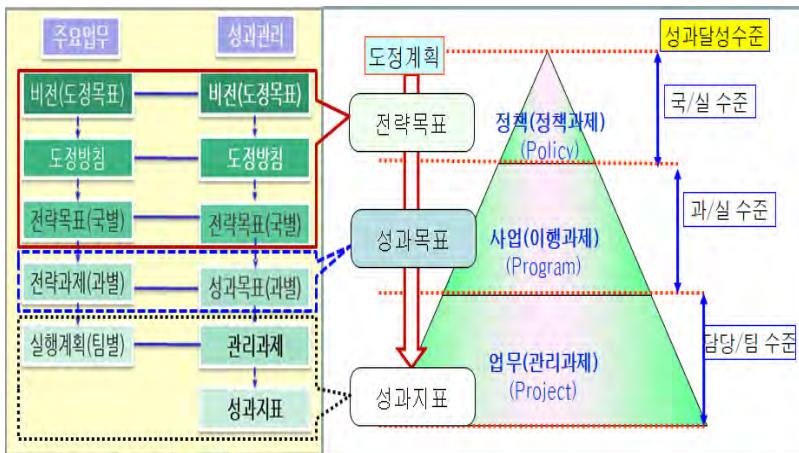 주요업무
성과관리
비전(도정목표)
비전(도정목표)
도정방침
도정방침
전략목표(국별)
전략목표(국별)
전략과제(과별)
성과목표(과별)
실행계획(팀별)
관리과제
성과지표
도정계획
전략목표
성과목표
성과지표
정책(정책과제)
(Policy)
사업(이행과제)
(Program)
업무(관리과제)
(Project)
성과달성수준
국/실 수준
과/실 수준
담당/팀 수준